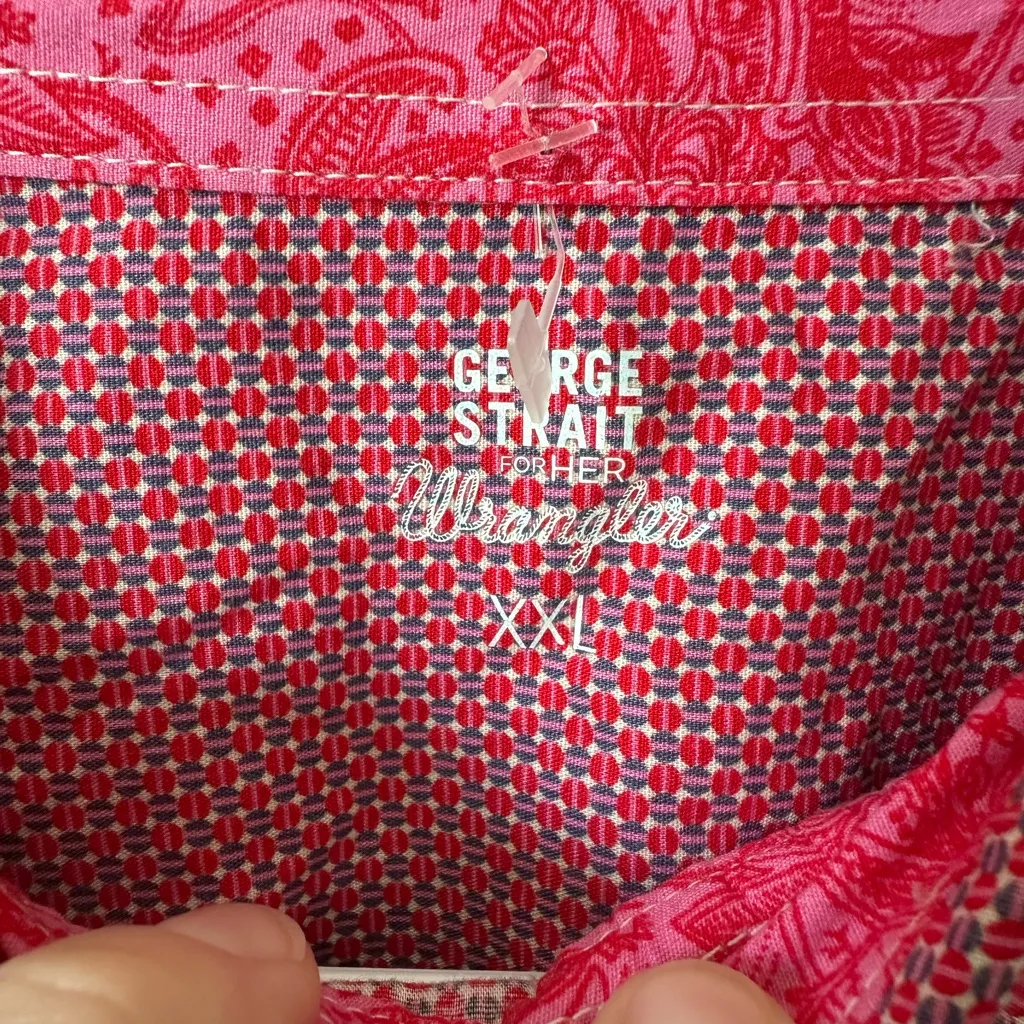 GEORGE
STRAIT
FOR HER
Wrangler
XXL